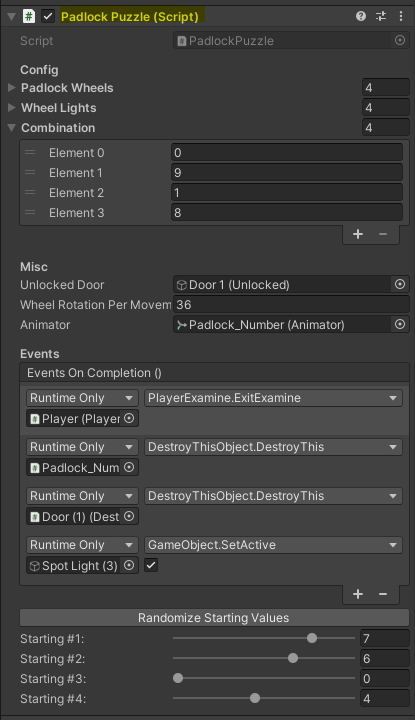 Padlock Puzzle (Script)
Script PadlockPuzzle
Config
Padlock Wheels 4
Wheel Lights 4
Combination 4
Element 0 0
Element 1 9
Element 2 1
Element 3 8
+ −
Misc
Unlocked Door Door 1 (Unlocked)
Wheel Rotation Per Movem 36
Animator Padlock_Number (Animator)
Events
Events On Completion ()
Runtime Only PlayerExamine.ExitExamine
Player (Player
Runtime Only DestroyThisObject.DestroyThis
Padlock_Num
Runtime Only DestroyThisObject.DestroyThis
Door (1) (Dest
Runtime Only GameObject.SetActive
Spot Light (3)
+ −
Randomize Starting Values
Starting #1: 7
Starting #2: 6
Starting #3: 0
Starting #4: 4